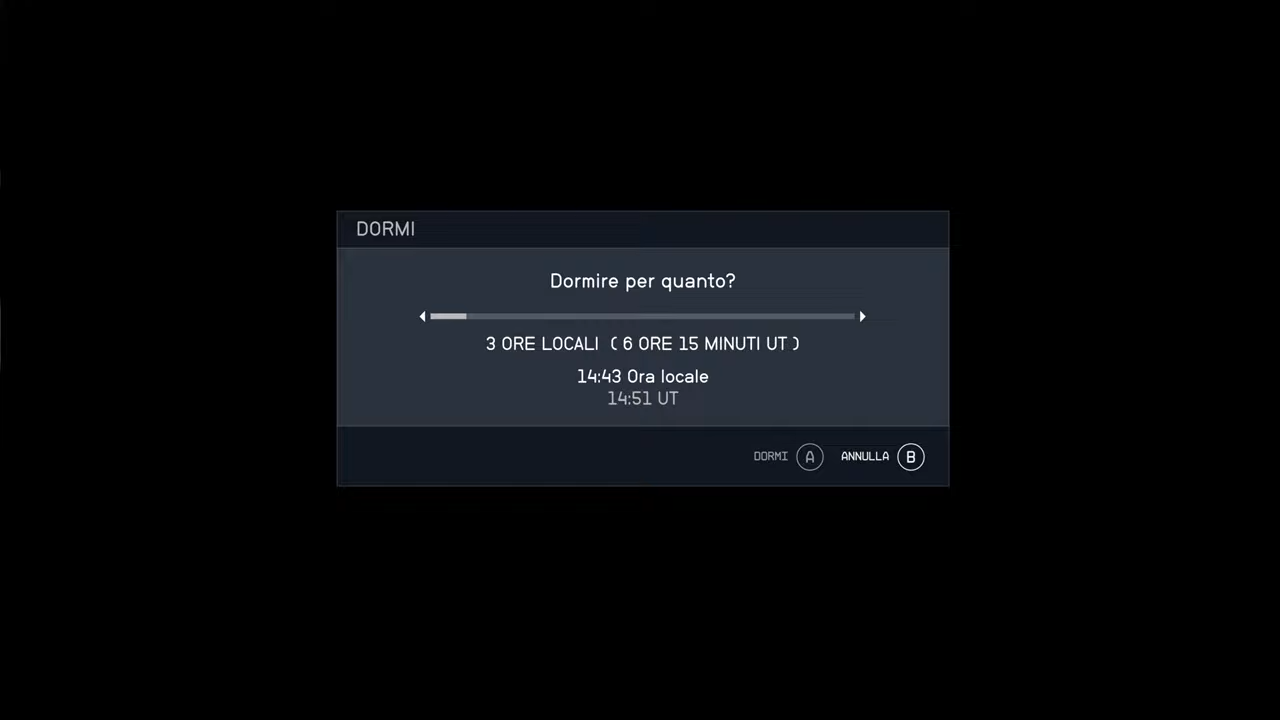 DORMI
Dormire per quanto?
3 ORE LOCALI ( 6 ORE 15 MINUTI UT )
14:43 Ora locale
14:51 UT
DORMI A ANNULLA B